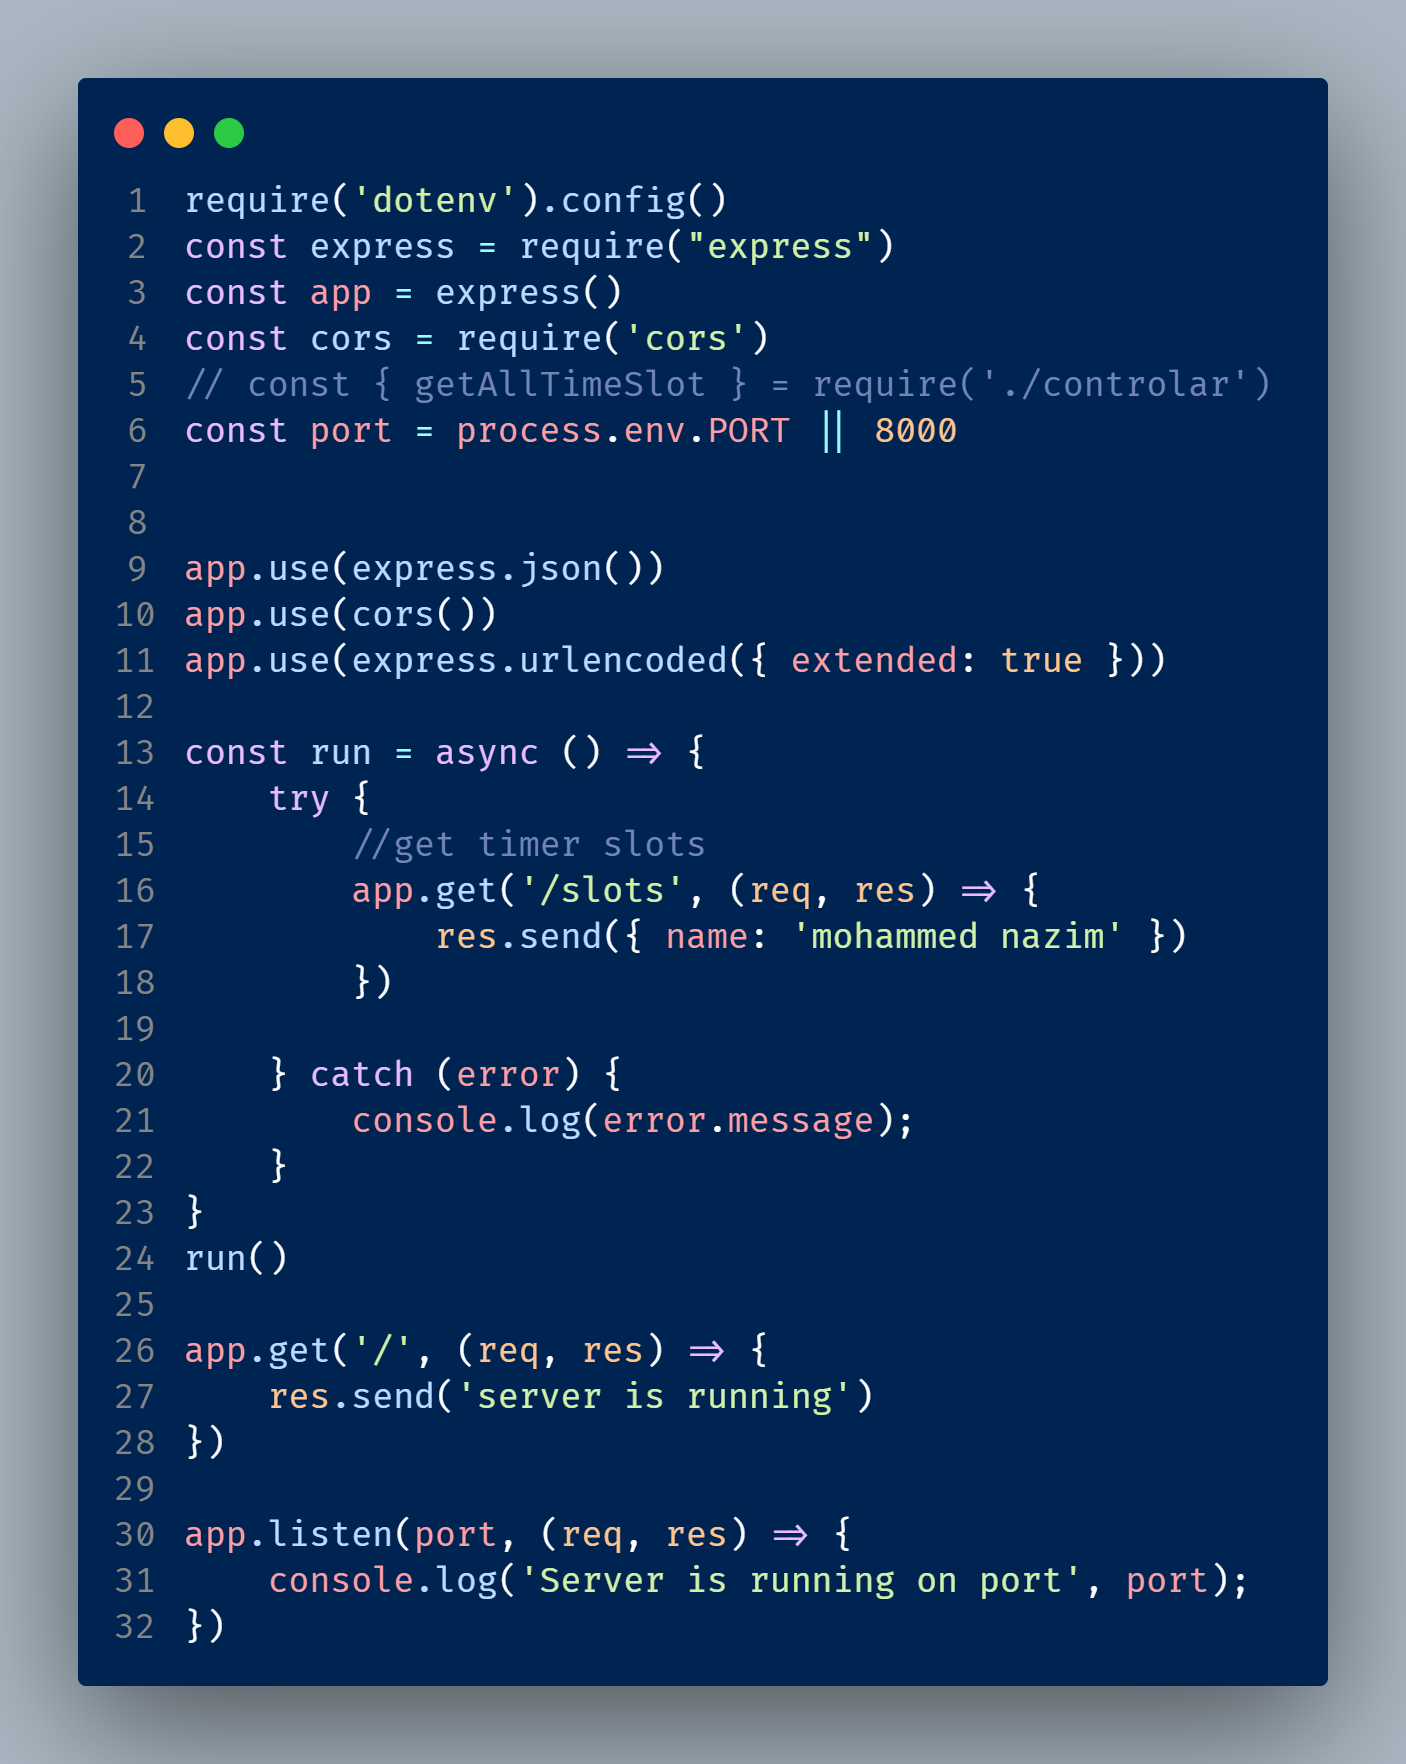 1 require('dotenv').config()
2 const express = require("express")
3 const app = express()
4 const cors = require('cors')
5 // const { getAllTimeSlot } = require('./controlar')
6 const port = process.env.PORT || 8000
7
8
9 app.use(express.json())
10 app.use(cors())
11 app.use(express.urlencoded({ extended: true }))
12
13 const run = async () => {
14     try {
15         //get timer slots
16         app.get('/slots', (req, res) => {
17             res.send({ name: 'mohammed nazim' })
18         })
19
20     } catch (error) {
21         console.log(error.message);
22     }
23 }
24 run()
25
26 app.get('/', (req, res) => {
27     res.send('server is running')
28 })
29
30 app.listen(port, (req, res) => {
31     console.log('Server is running on port', port);
32 })